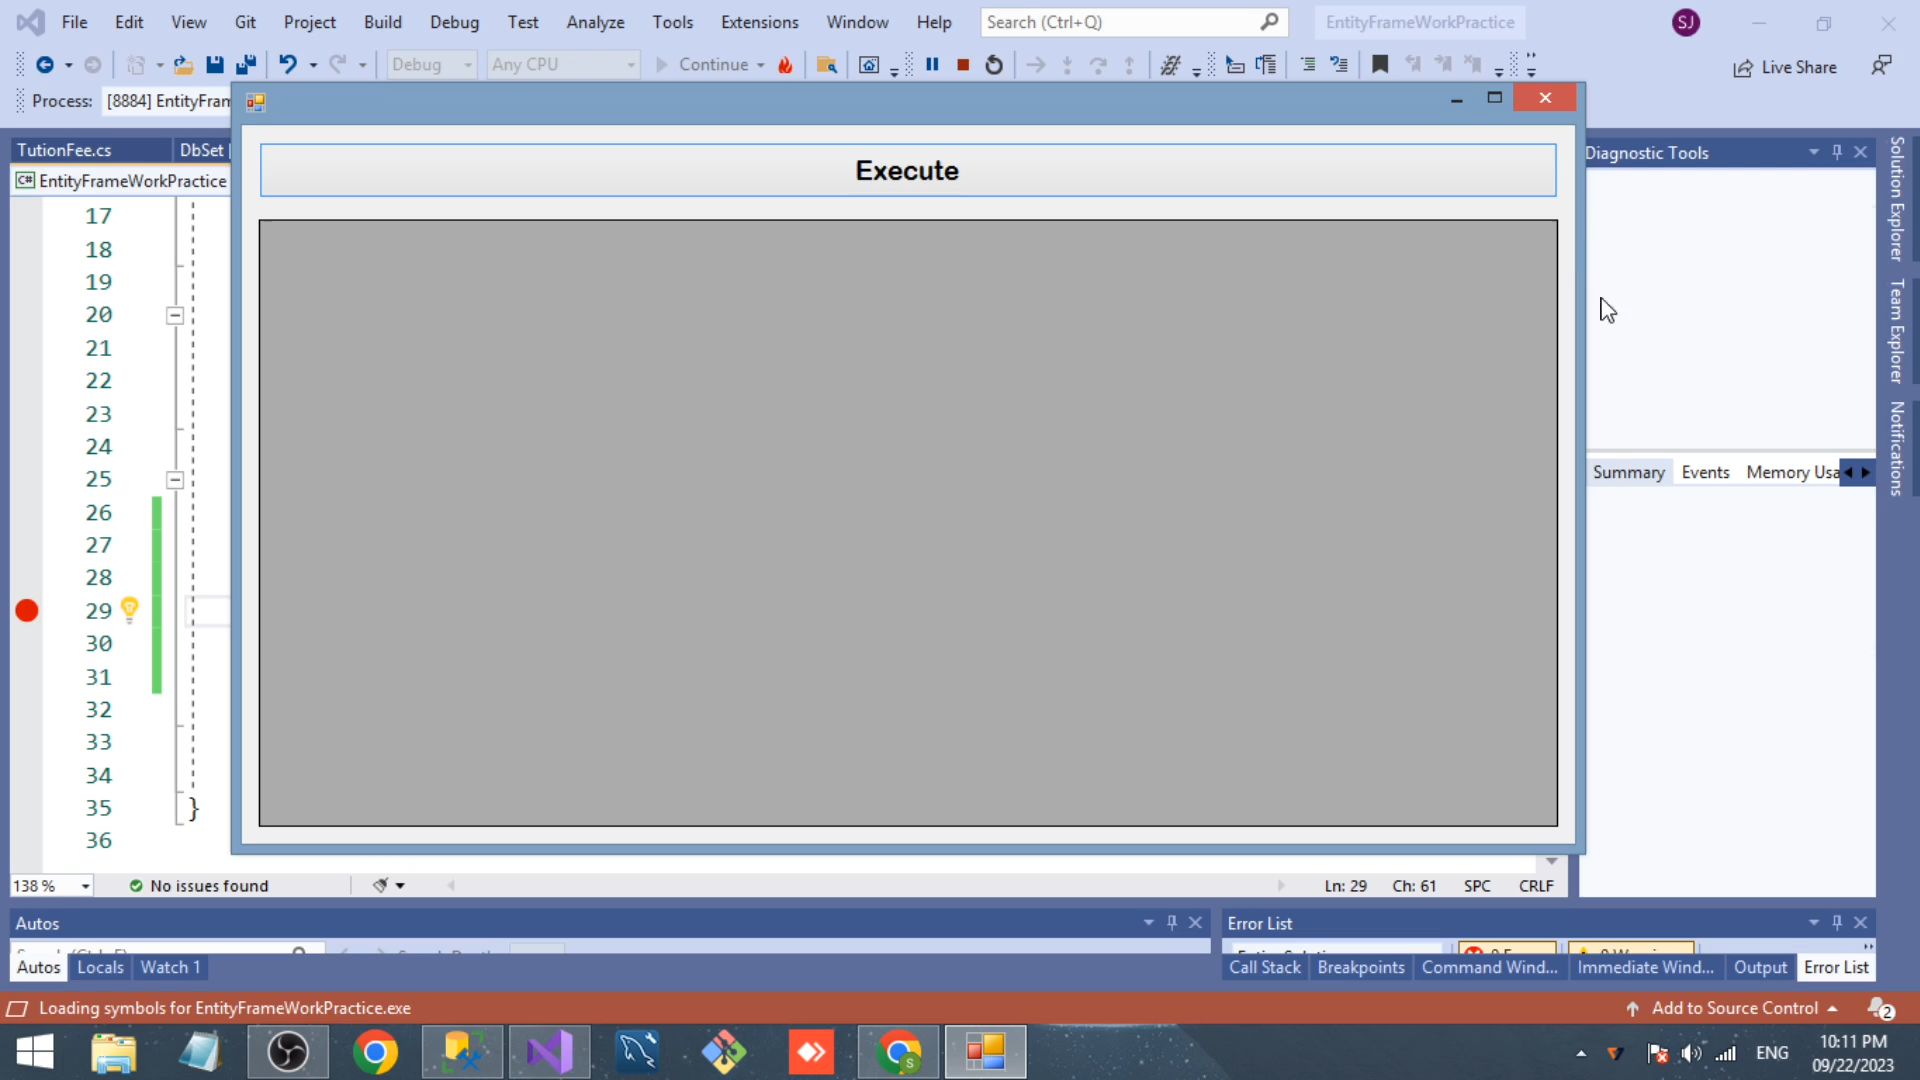 File Edit View Git Project Build Debug Test Analyze Tools Extensions Window Help Search (Ctrl+Q) EntityFrameWorkPractice SJ
Debug Any CPU Continue Live Share
Process: [8884] EntityFram
TutionFee.cs DbSet Diagnostic Tools
C# EntityFrameWorkPractice
Execute
17
18
19
20
21
22
23
24
25
26
27
28
29
30
31
32
33
34
35 }
36
Summary Events Memory Usa
Solution Explorer
Team Explorer
Notifications
138 % No issues found Ln: 29 Ch: 61 SPC CRLF
Autos Error List
Autos Locals Watch 1 Call Stack Breakpoints Command Wind... Immediate Wind... Output Error List
Loading symbols for EntityFrameWorkPractice.exe Add to Source Control 2
ENG 10:11 PM
09/22/2023